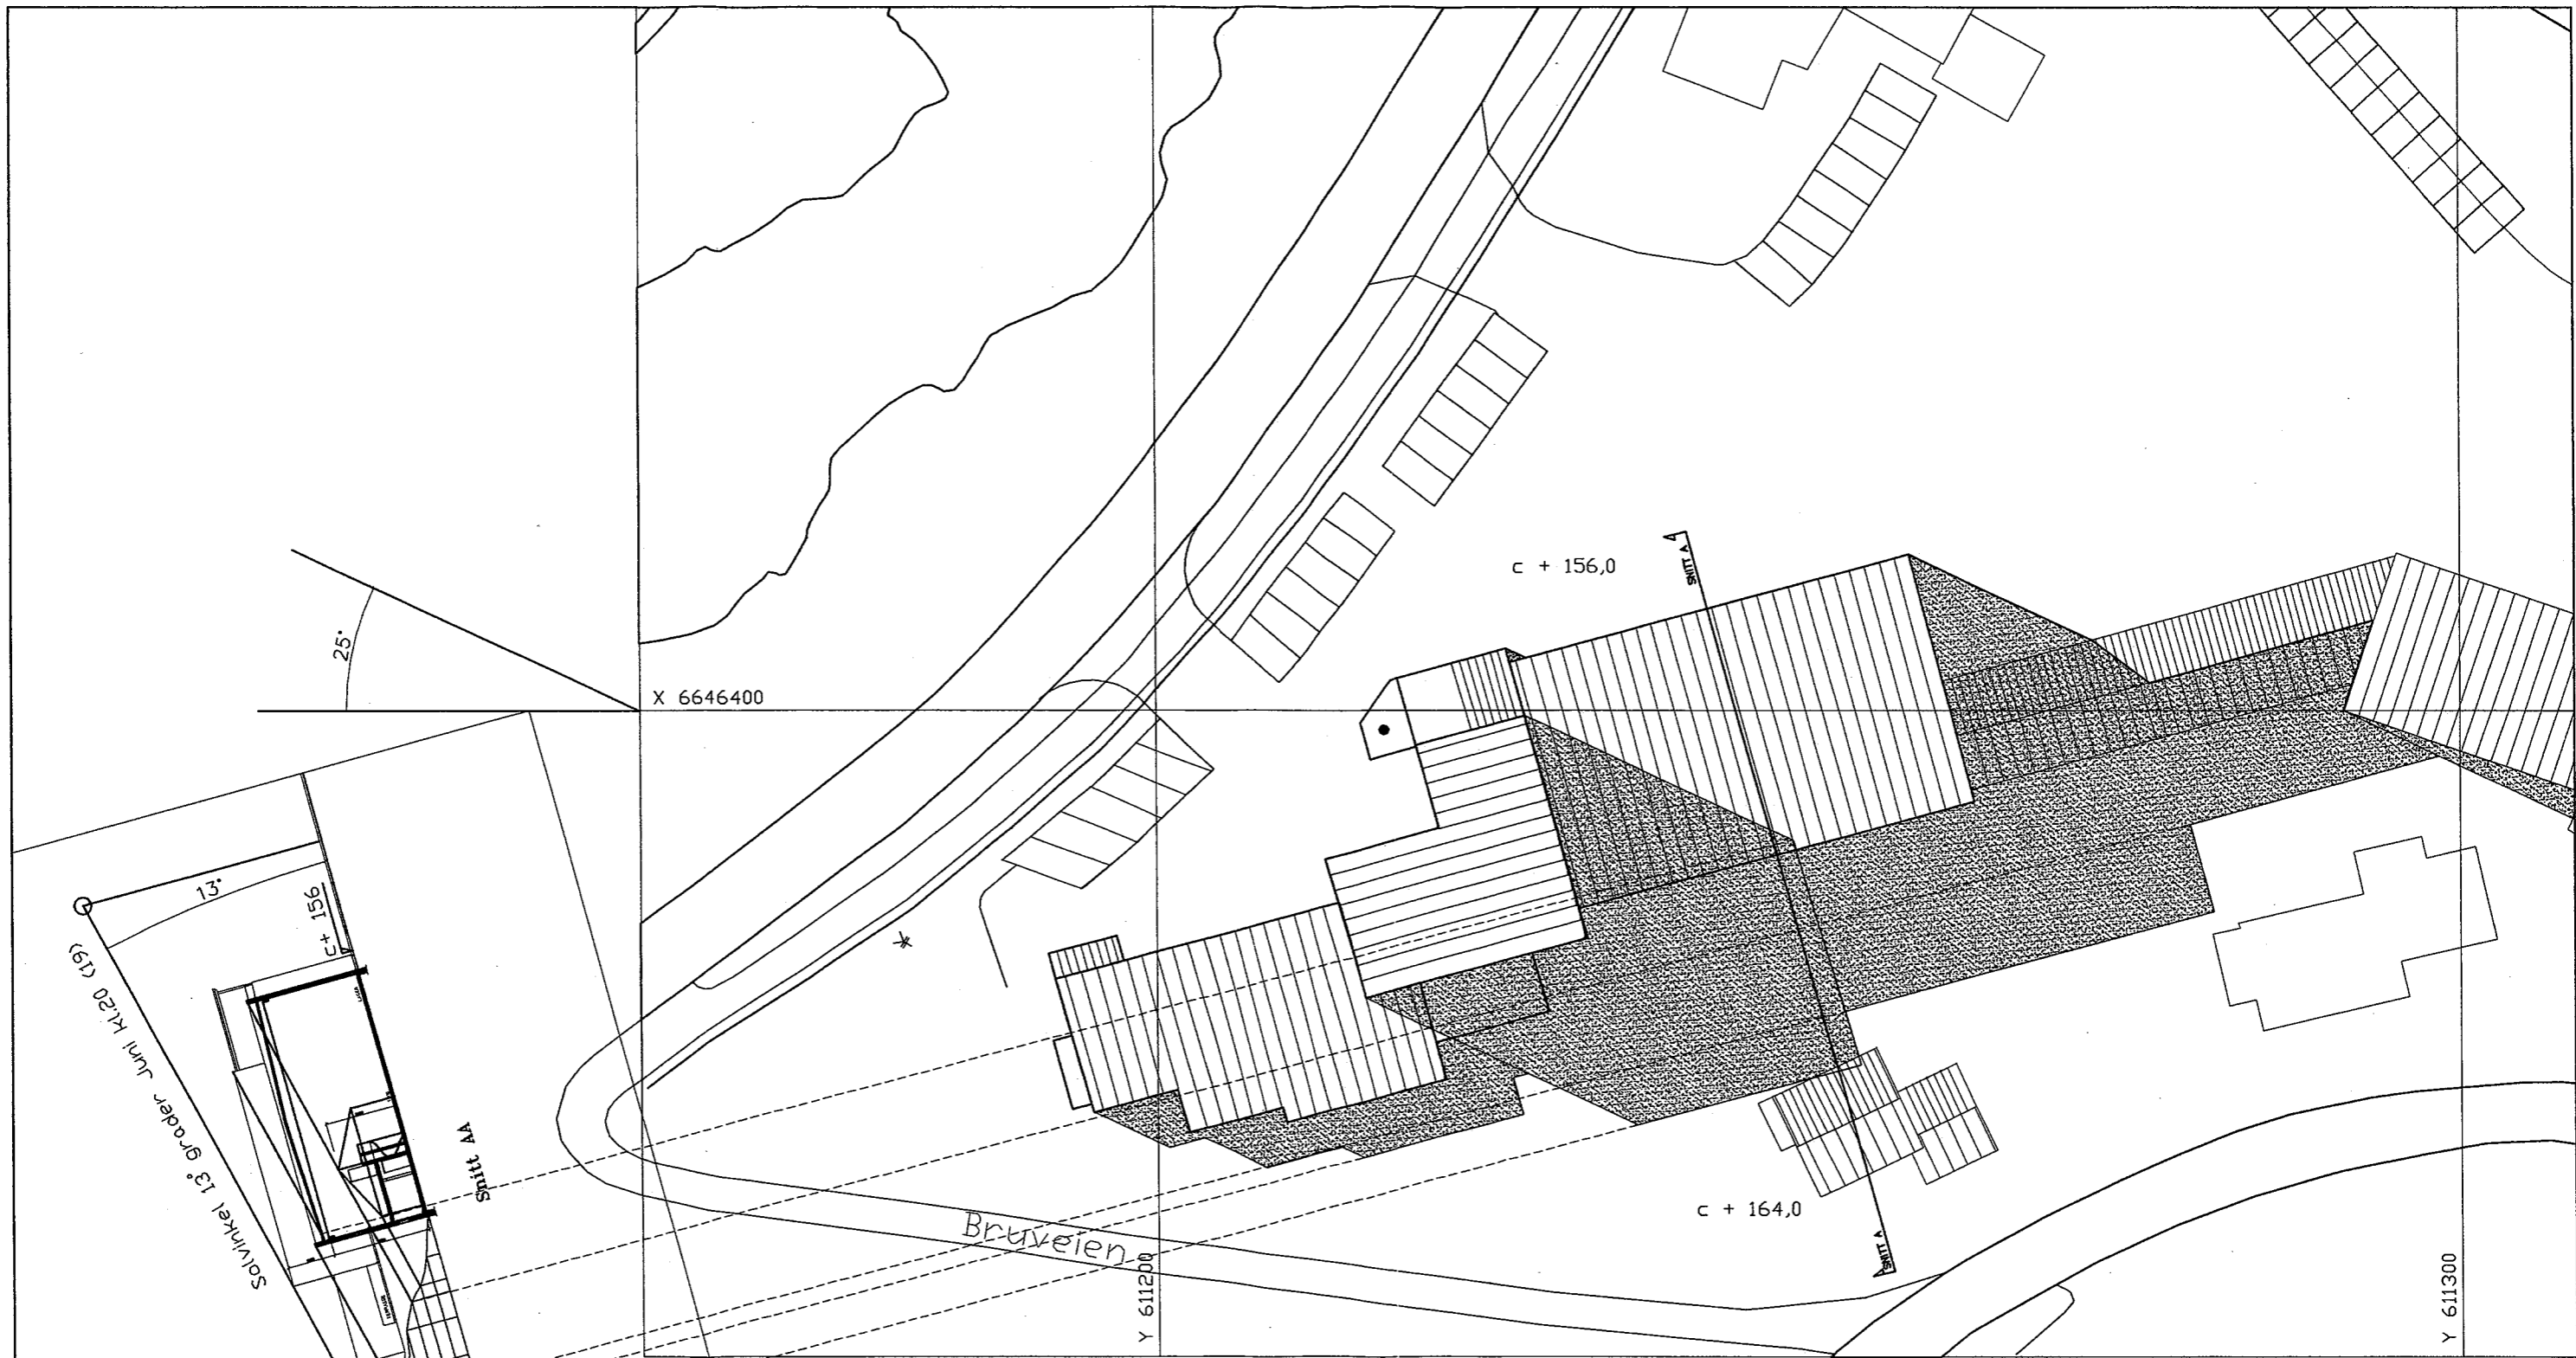 c + 156,0
SNITT A
25°
X 6646400
13°
C+ 156
Solvinkel 13° grader Juni kl.20 (19)
Snitt AA
c + 164,0
Bruveien
SNITT A
Y 611200
Y 611300